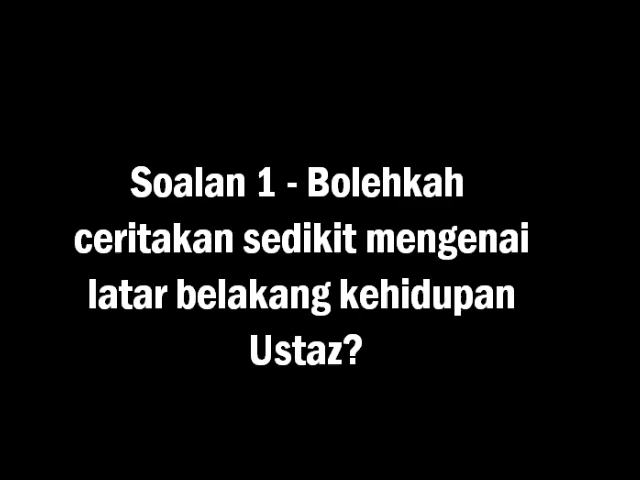 Soalan 1 - Bolehkah
ceritakan sedikit mengenai
latar belakang kehidupan
Ustaz?